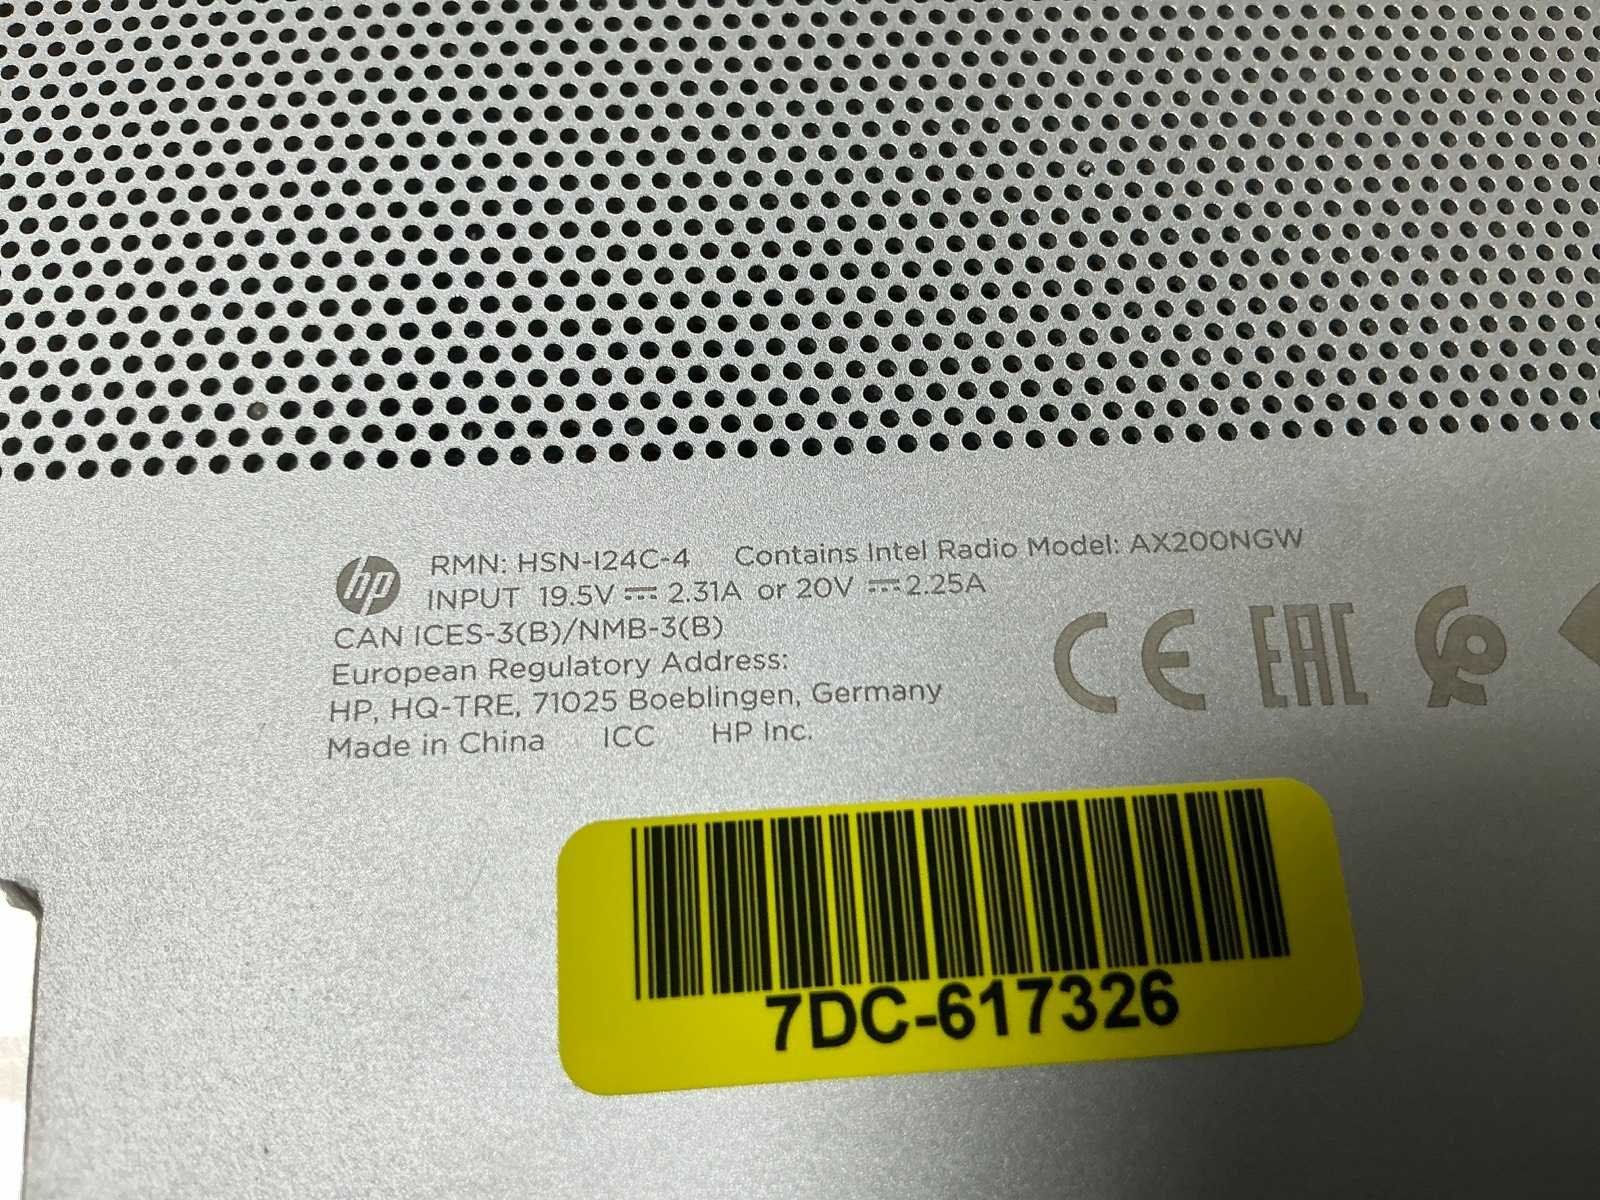 hp RMN: HSN-I24C-4 Contains Intel Radio Model: AX200NGW
INPUT 19.5V ⎓ 2.31A or 20V ⎓ 2.25A
CAN ICES-3(B)/NMB-3(B)
European Regulatory Address:
HP, HQ-TRE, 71025 Boeblingen, Germany
Made in China ICC HP Inc.
CE EAC
7DC-617326